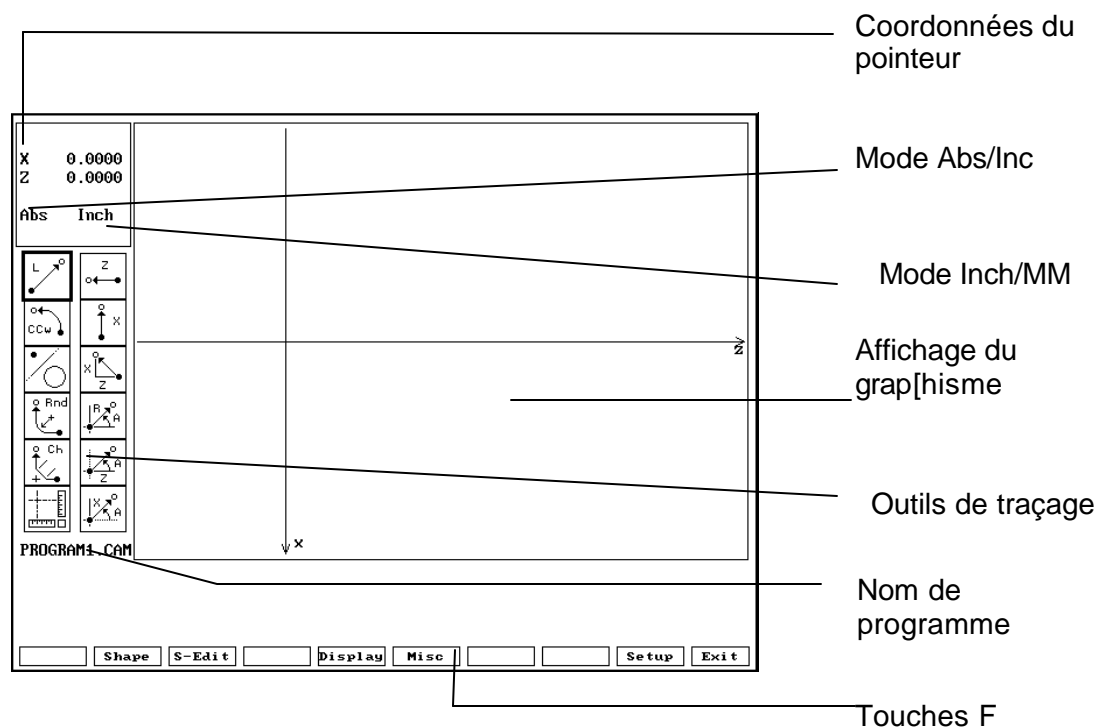 Coordonnées du
pointeur
X 0.0000
Z 0.0000
Abs Inch
Mode Abs/Inc
Mode Inch/MM
L
Z
CCw
X
X
Z
Rnd
R
A
Ch
A
Z
X
A
Z
X
Affichage du
grap[hisme
Outils de traçage
PROGRAM1.CAM
Nom de
programme
Shape S-Edit Display Misc Setup Exit
Touches F